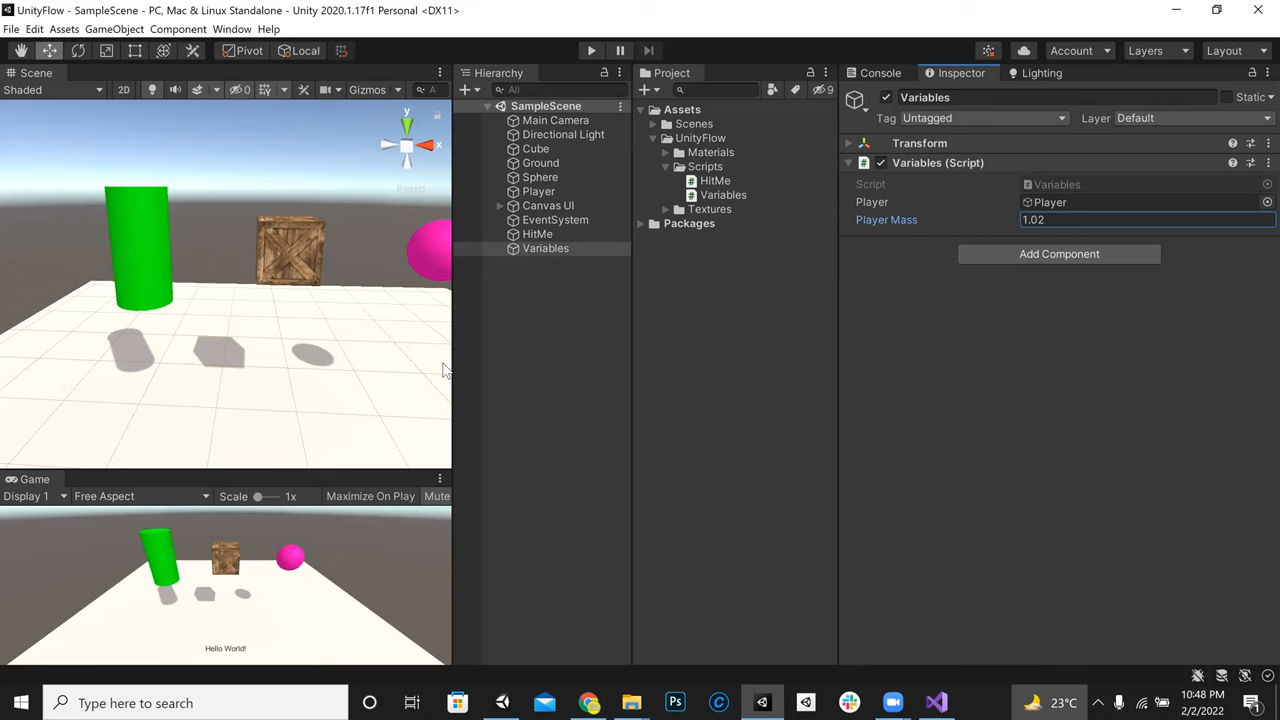 UnityFlow - SampleScene - PC, Mac & Linux Standalone - Unity 2020.1.17f1 Personal <DX11>
File Edit Assets GameObject Component Window Help
Pivot Local Account Layers Layout
Scene
Shaded 2D 0 Gizmos A
y
x
Persp
Game
Display 1 Free Aspect Scale 1x Maximize On Play Mute
Hello World!
Hierarchy
All
SampleScene
Main Camera
Directional Light
Cube
Ground
Sphere
Player
Canvas UI
EventSystem
HitMe
Variables
Project
9
Assets
Scenes
UnityFlow
Materials
Scripts
HitMe
Variables
Textures
Packages
Console Inspector Lighting
Variables Static
Tag Untagged Layer Default
Transform
# Variables (Script)
Script Variables
Player Player
Player Mass 1.02
Add Component
Type here to search
Ps
23°C
10:48 PM
2/2/2022
1